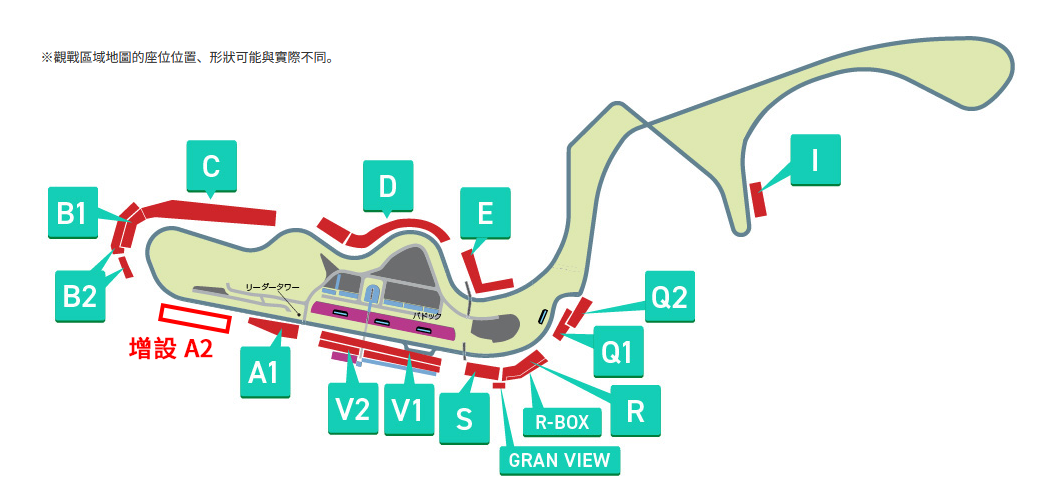 ※觀戰區域地圖的座位位置、形狀可能與實際不同。
C
D
I
B1
E
B2
リーダータワー
パドック
Q2
増設 A2
Q1
A1
V2
V1
S
R-BOX
R
GRAN VIEW